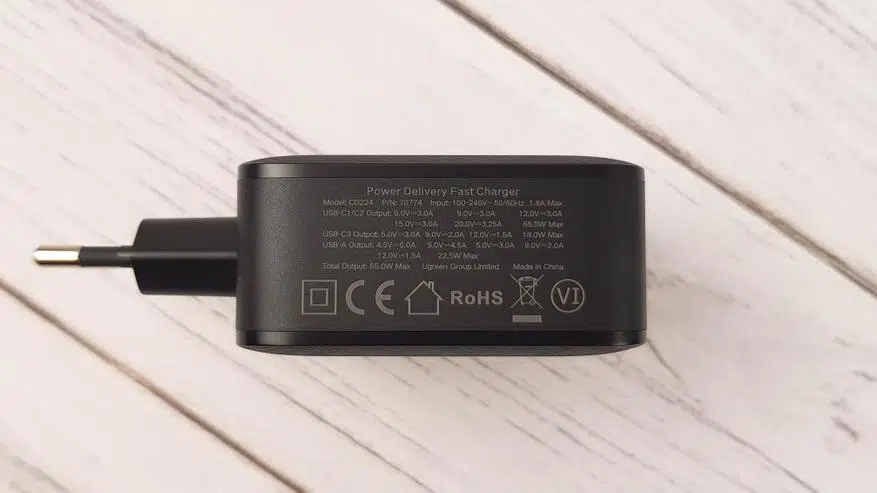 Power Delivery Fast Charger
Model: CD224 P/N: 70774 Input: 100-240V~ 50/60Hz 1.8A Max
USB-C1/C2 Output: 5.0V⎓3.0A 9.0V⎓3.0A 12.0V⎓3.0A
15.0V⎓3.0A 20.0V⎓3.25A 65.0W Max
USB-C3 Output: 5.0V⎓3.0A 9.0V⎓2.0A 12.0V⎓1.5A 18.0W Max
USB-A Output: 4.5V⎓5.0A 5.0V⎓4.5A 5.0V⎓3.0A 9.0V⎓2.0A
12.0V⎓1.5A 22.5W Max
Total Output: 65.0W Max Ugreen Group Limited Made in China
CE RoHS VI